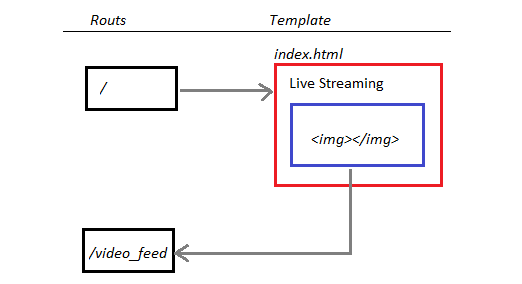 Routs Template
index.html
/
Live Streaming
<img></img>
/video_feed